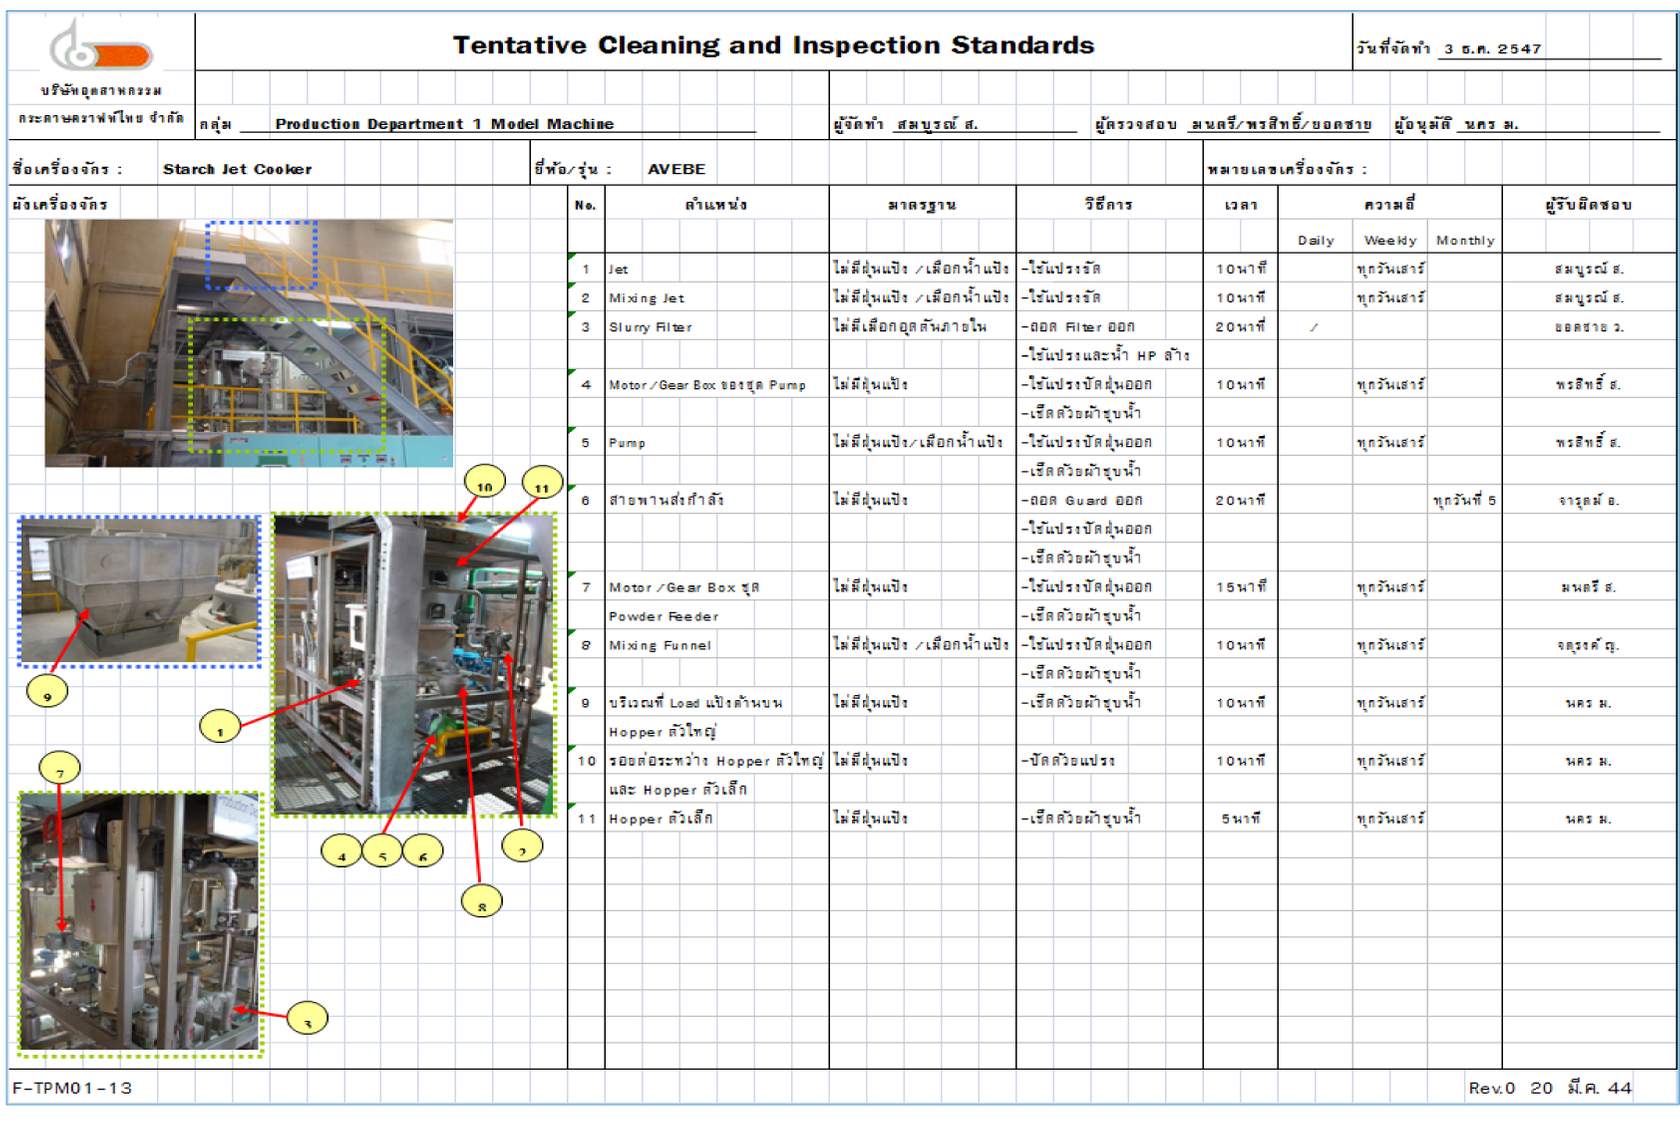 Tentative Cleaning and Inspection Standards
วันที่จัดทำ 3 ธ.ค. 2547
บริษัทอุตสาหกรรม
กระดาษคราฟท์ไทย จำกัด
กลุ่ม Production Department 1 Model Machine
ผู้จัดทำ สมบูรณ์ ส. ผู้ตรวจสอบ มนตรี/พรสิทธิ์/ยอดชาย ผู้อนุมัติ นคร ม.
ชื่อเครื่องจักร : Starch Jet Cooker ยี่ห้อ/รุ่น : AVEBE หมายเลขเครื่องจักร :
ผังเครื่องจักร
No. ตำแหน่ง มาตรฐาน วิธีการ เวลา ความถี่ ผู้รับผิดชอบ
Daily Weekly Monthly
1 Jet ไม่มีฝุ่นแป้ง /เมือกน้ำแป้ง -ใช้แปรงขัด 10นาที ทุกวันเสาร์ สมบูรณ์ ส.
2 Mixing Jet ไม่มีฝุ่นแป้ง /เมือกน้ำแป้ง -ใช้แปรงขัด 10นาที ทุกวันเสาร์ สมบูรณ์ ส.
3 Slurry Filter ไม่มีเมือกอุดตันภายใน -ถอด Filter ออก 20นาที / ยอดชาย ว.
-ใช้แปรงและน้ำ HP ล้าง
4 Motor/Gear Box ของชุด Pump ไม่มีฝุ่นแป้ง -ใช้แปรงปัดฝุ่นออก 10นาที ทุกวันเสาร์ พรสิทธิ์ ส.
-เช็ดด้วยผ้าชุบน้ำ
5 Pump ไม่มีฝุ่นแป้ง/เมือกน้ำแป้ง -ใช้แปรงปัดฝุ่นออก 10นาที ทุกวันเสาร์ พรสิทธิ์ ส.
-เช็ดด้วยผ้าชุบน้ำ
6 สายพานส่งกำลัง ไม่มีฝุ่นแป้ง -ถอด Guard ออก 20นาที ทุกวันที่ 5 จารุตม์ อ.
-ใช้แปรงปัดฝุ่นออก
-เช็ดด้วยผ้าชุบน้ำ
7 Motor /Gear Box ชุด ไม่มีฝุ่นแป้ง -ใช้แปรงปัดฝุ่นออก 15นาที ทุกวันเสาร์ มนตรี ส.
Powder Feeder -เช็ดด้วยผ้าชุบน้ำ
8 Mixing Funnel ไม่มีฝุ่นแป้ง /เมือกน้ำแป้ง -ใช้แปรงปัดฝุ่นออก 10นาที ทุกวันเสาร์ จตุรงค์ ญ.
-เช็ดด้วยผ้าชุบน้ำ
9 บริเวณที่ Load แป้งด้านบน ไม่มีฝุ่นแป้ง -เช็ดด้วยผ้าชุบน้ำ 10นาที ทุกวันเสาร์ นคร ม.
Hopper ตัวใหญ่
10 รอยต่อระหว่าง Hopper ตัวใหญ่ ไม่มีฝุ่นแป้ง -ปัดด้วยแปรง 10นาที ทุกวันเสาร์ นคร ม.
และ Hopper ตัวเล็ก
11 Hopper ตัวเล็ก ไม่มีฝุ่นแป้ง -เช็ดด้วยผ้าชุบน้ำ 5นาที ทุกวันเสาร์ นคร ม.
10 11
9
1
7
4 5 6 2
8
3
F-TPM01-13 Rev.0 20 มี.ค. 44